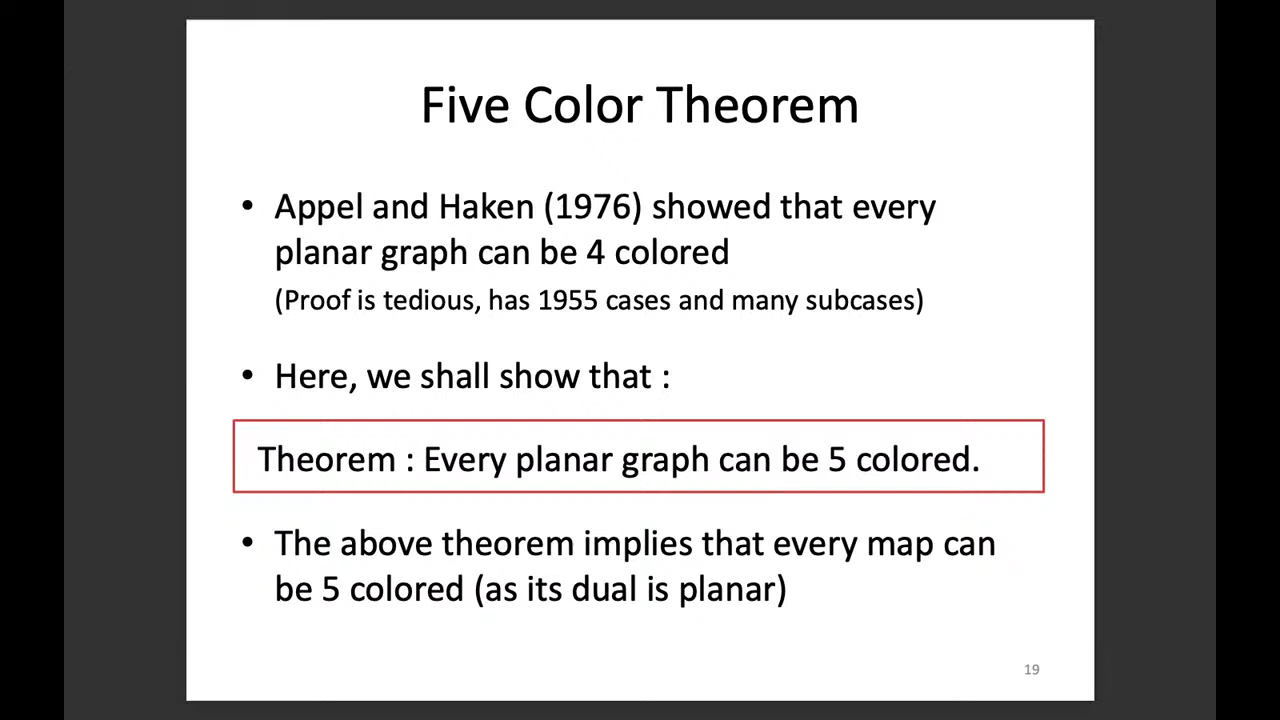 Five Color Theorem
• Appel and Haken (1976) showed that every
planar graph can be 4 colored
(Proof is tedious, has 1955 cases and many subcases)
• Here, we shall show that :
Theorem : Every planar graph can be 5 colored.
• The above theorem implies that every map can
be 5 colored (as its dual is planar)
19